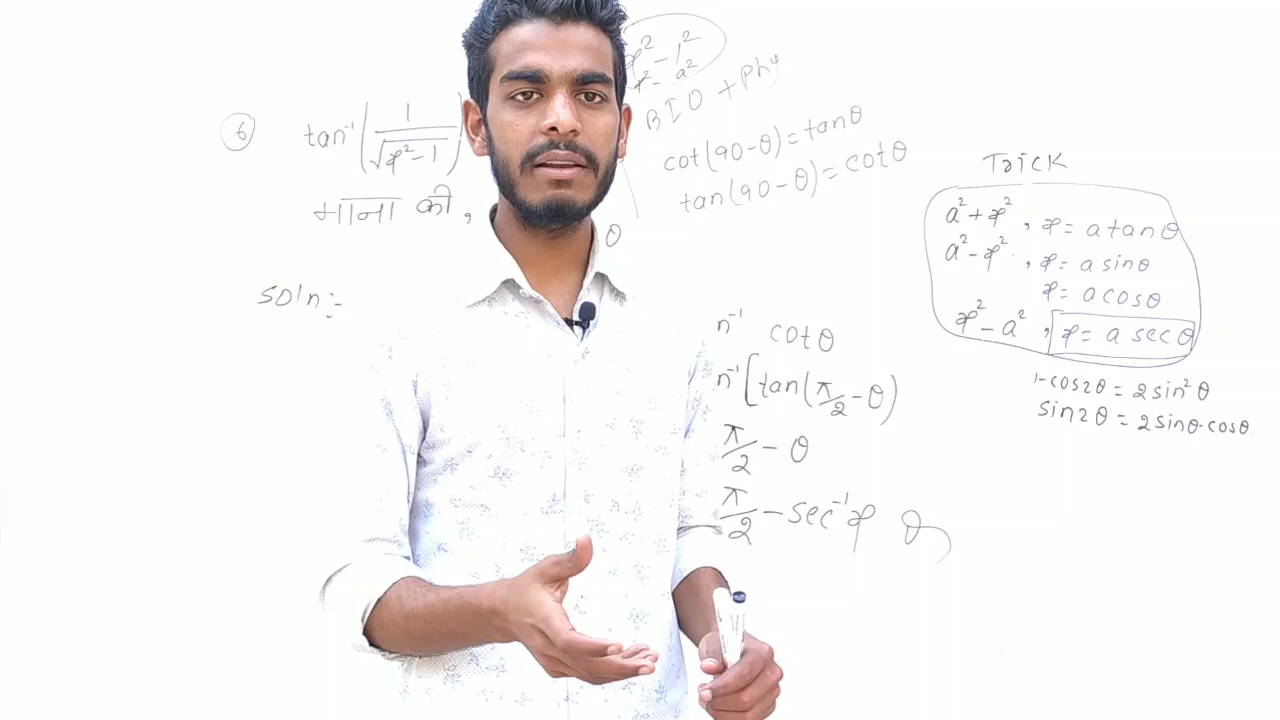 x² - 1²
x² - a²
BIO + Phy
(6) tan⁻¹(1/√(x²-1))
cot(90-θ) = tanθ
tan(90-θ) = cotθ
माना की,
θ
Soln:-
n⁻¹ cotθ
n⁻¹[tan(π/2-θ)
π/2 - θ
π/2 - sec⁻¹x
Trick
a² + x², x = a tanθ
a² - x², x = a sinθ
x = a cosθ
x² - a², x = a secθ
1-cos2θ = 2sin²θ
sin2θ = 2sinθ·cosθ